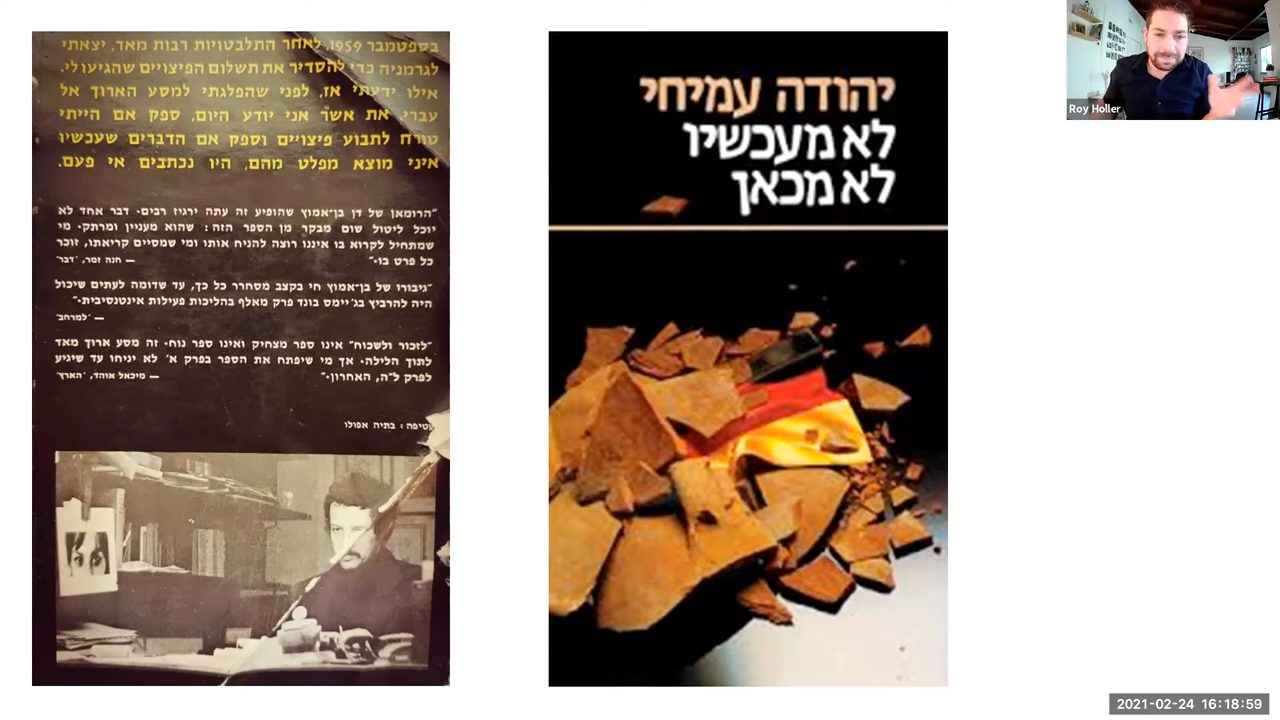 בספטמבר 1959, לאחר התלבטויות רבות מאד, יצאתי
לגרמניה כדי להסדיר את תשלום הפיצויים שהגיעו לי.
אילו ידעתי אז, לפני שהפלגתי למסע הארוך אל
עברי, את אשר אני יודע היום, ספק אם הייתי
טורח לתבוע פיצויים וספק אם הדברים שעכשיו
איני מוצא מפלט מהם, היו נכתבים אי פעם.
"הרומאן של דן בן־אמוץ שהופיע זה עתה ירגיז רבים. דבר אחד לא
יוכל ליטול שום מבקר מן הספר הזה: שהוא מעניין ומרתק. מי
שמתחיל לקרוא בו איננו רוצה להניח אותו ומי שמסיים קריאתו, זוכר
כל פרט בו."
— חנה זמר, 'דבר'
"גיבורו של בן־אמוץ חי בקצב מסחרר כל כך, עד שדומה לעתים שיכול
היה להרביץ בג'יימס בונד פרק מאלף בהליכות פעילות אינטנסיבית."
— 'למרחב'
"לזכור ולשכוח" אינו ספר מצחיק ואינו ספר נוח. זה מסע ארוך מאד
לתוך הלילה. אך מי שיפתח את הספר בפרק א' לא יניחו עד שיגיע
לפרק ל"ה, האחרון."
— מיכאל אוהד, 'הארץ'
עטיפה: בתיה אפולו
יהודה עמיחי
לא מעכשיו
לא מכאן
Roy Holler
2021-02-24 16:18:59